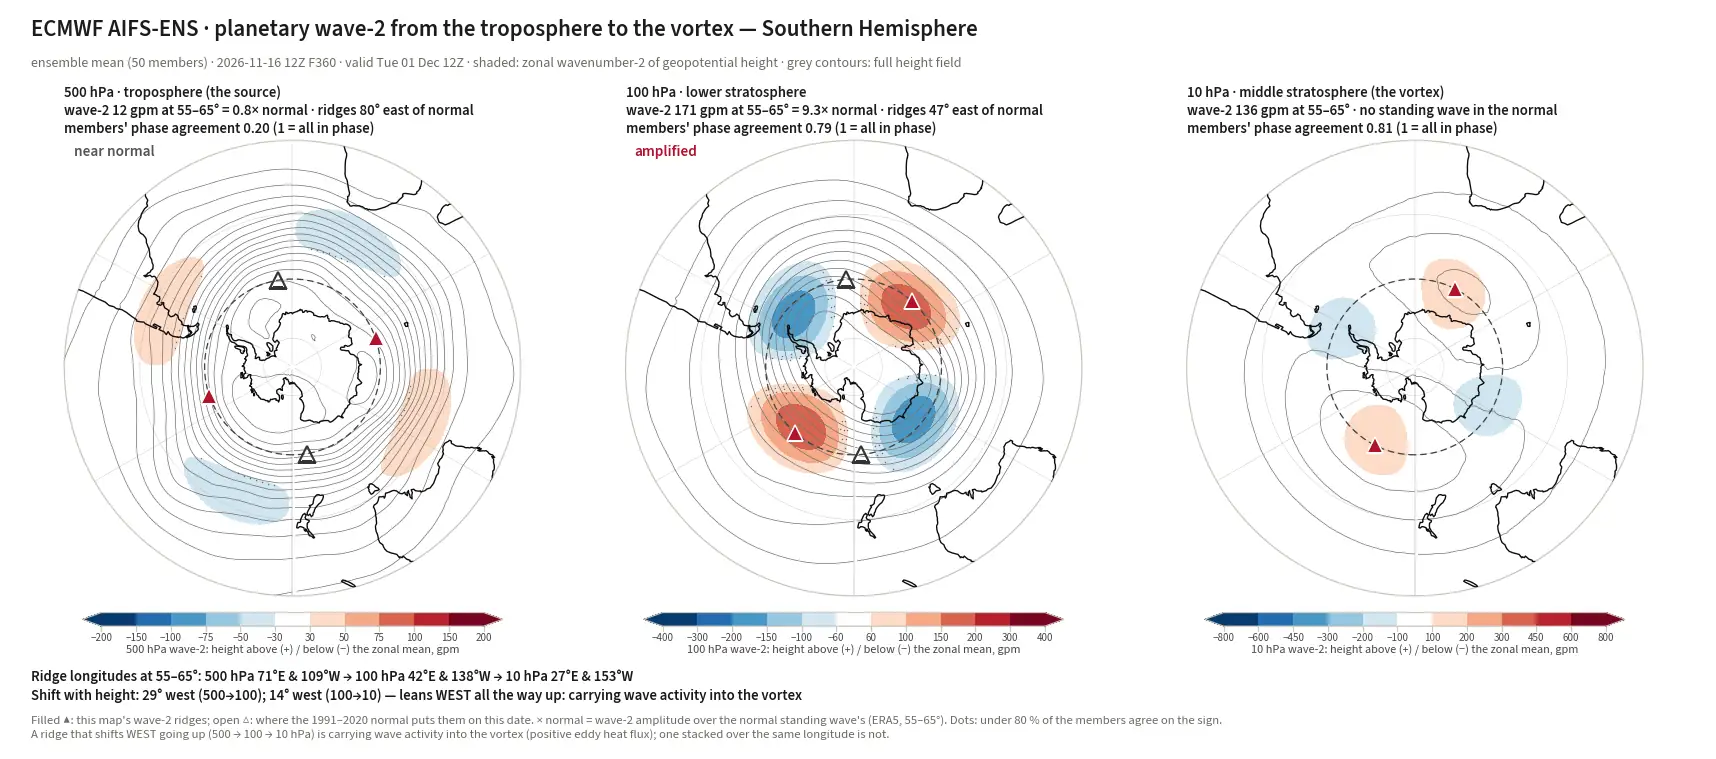 ECMWF AIFS-ENS · planetary wave-2 from the troposphere to the vortex — Southern Hemisphere
ensemble mean (50 members) · 2026-11-16 12Z F360 · valid Tue 01 Dec 12Z · shaded: zonal wavenumber-2 of geopotential height · grey contours: full height field
500 hPa · troposphere (the source)
wave-2 12 gpm at 55–65° = 0.8× normal · ridges 80° east of normal
members' phase agreement 0.20 (1 = all in phase)
near normal
100 hPa · lower stratosphere
wave-2 171 gpm at 55–65° = 9.3× normal · ridges 47° east of normal
members' phase agreement 0.79 (1 = all in phase)
amplified
10 hPa · middle stratosphere (the vortex)
wave-2 136 gpm at 55–65° · no standing wave in the normal
members' phase agreement 0.81 (1 = all in phase)
−200 −150 −100 −75 −50 −30 30 50 75 100 150 200
500 hPa wave-2: height above (+) / below (−) the zonal mean, gpm
−400 −300 −200 −150 −100 −60 60 100 150 200 300 400
100 hPa wave-2: height above (+) / below (−) the zonal mean, gpm
−800 −600 −450 −300 −200 −100 100 200 300 450 600 800
10 hPa wave-2: height above (+) / below (−) the zonal mean, gpm
Ridge longitudes at 55–65°: 500 hPa 71°E & 109°W → 100 hPa 42°E & 138°W → 10 hPa 27°E & 153°W
Shift with height: 29° west (500→100); 14° west (100→10) — leans WEST all the way up: carrying wave activity into the vortex
Filled ▲: this map's wave-2 ridges; open △: where the 1991–2020 normal puts them on this date. × normal = wave-2 amplitude over the normal standing wave's (ERA5, 55–65°). Dots: under 80 % of the members agree on the sign.
A ridge that shifts WEST going up (500 → 100 → 10 hPa) is carrying wave activity into the vortex (positive eddy heat flux); one stacked over the same longitude is not.